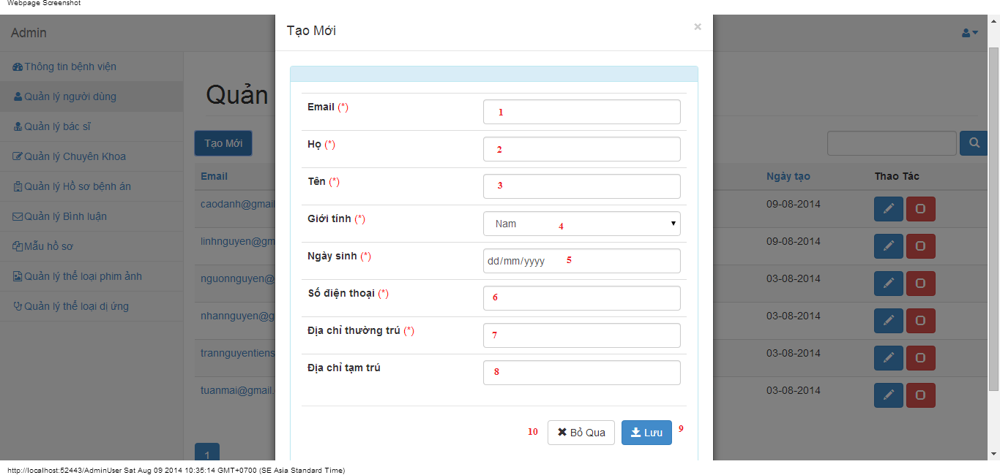 Webpage Screenshot
Admin
Thông tin bệnh viện
Quản lý người dùng
Quản lý bác sĩ
Quản lý Chuyên Khoa
Quản lý Hồ sơ bệnh án
Quản lý Bình luận
Mẫu hồ sơ
Quản lý thể loại phim ảnh
Quản lý thể loại dị ứng
Quản
Tạo Mới
Email Ngày tạo Thao Tác
caodanh@gmail 09-08-2014
linhnguyen@gm 09-08-2014
nguonnguyen@ 03-08-2014
nhannguyen@g 03-08-2014
trannguyentiens 03-08-2014
tuanmai@gmail. 03-08-2014
1
Tạo Mới ×
Email (*) 1
Họ (*) 2
Tên (*) 3
Giới tính (*) Nam 4
Ngày sinh (*) dd/mm/yyyy 5
Số điện thoại (*) 6
Địa chỉ thường trú (*) 7
Địa chỉ tạm trú 8
10 Bỏ Qua Lưu 9
http://localhost:52443/AdminUser Sat Aug 09 2014 10:35:14 GMT+0700 (SE Asia Standard Time)